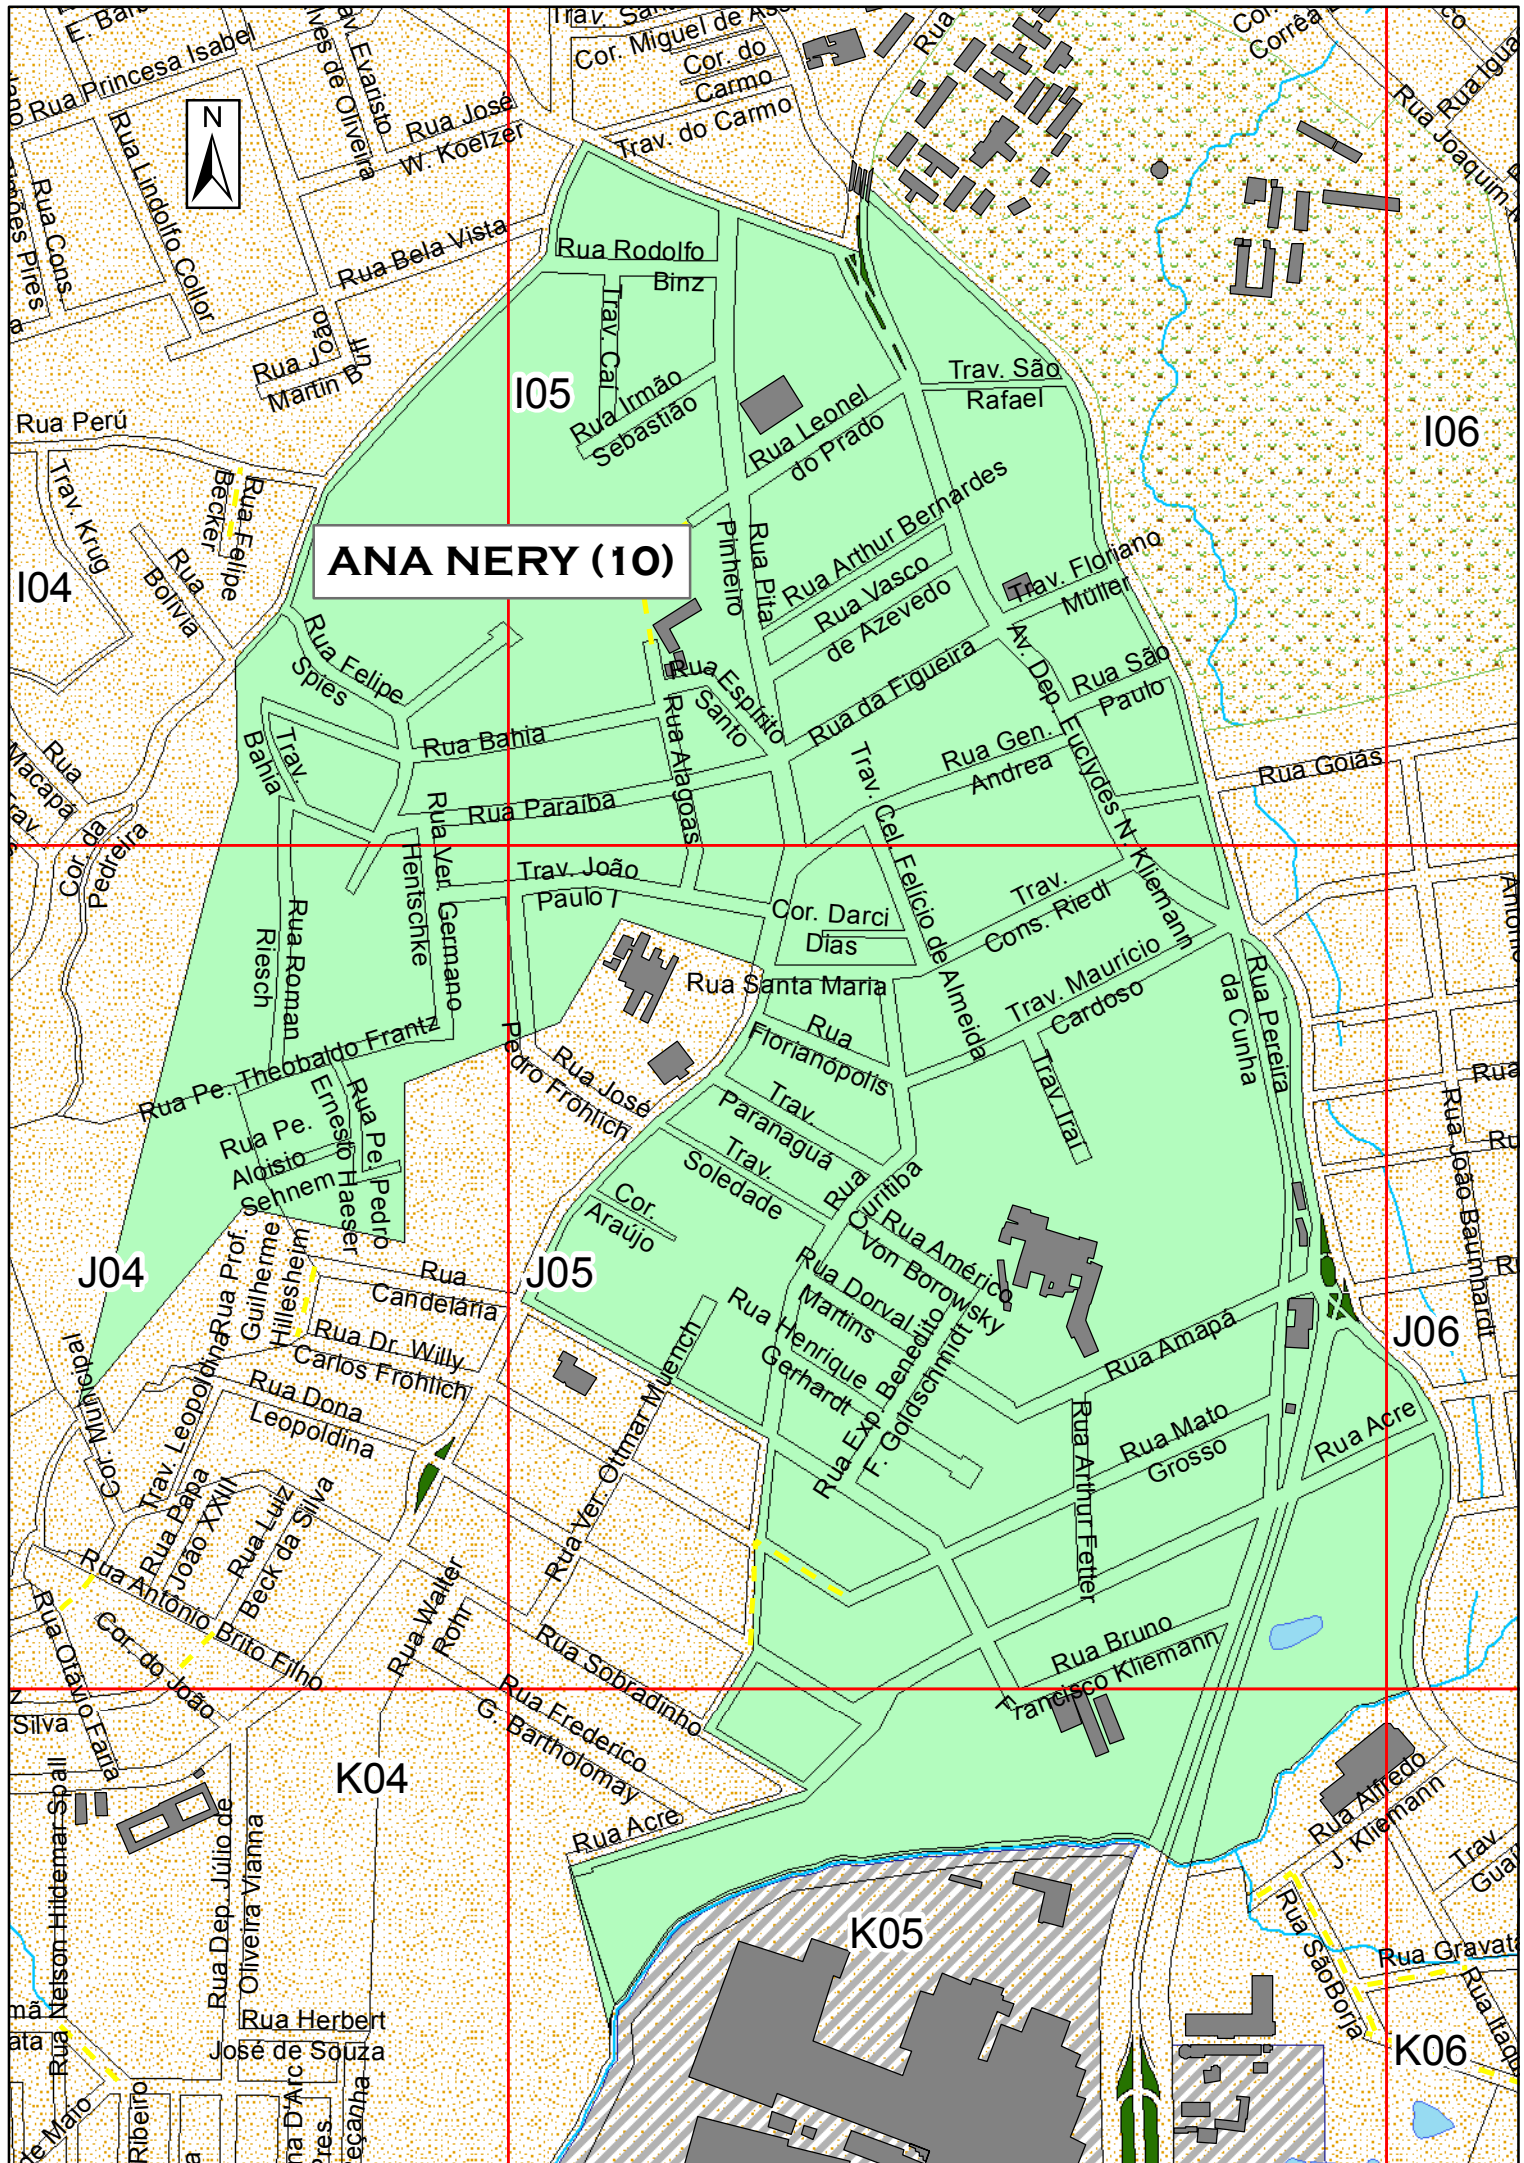 Cor. Miguel de
Rua
Corrêa
Rua Princesa Isabel
Cor. do
Carmo
Trav. do Carmo
Rua José
W. Koelzer
N
Rua Lindolfo Collor
Rua Cons.
Rua Joaquim
Rua Bela Vista
Rua Rodolfo
Binz
Trav. Caí
Trav. São
Rafael
I05
Rua Irmão
Sebastião
Rua Leonel
do Prado
I06
Rua Perú
Trav. Krug
Rua Felipe
Becker
Rua
Bolívia
I04
ANA NERY (10)
Rua Pita
Pinheiro
Rua Arthur Bernardes
Rua Vasco
de Azevedo
Trav. Floriano
Müller
Rua Felipe
Spies
Rua Espírito
Santo
Rua da Figueira
Rua São
Paulo
Av. Dep. Euclydes N. Kliemann
Rua Bahia
Trav.
Bahia
Rua Alagoas
Rua Gen.
Andrea
Rua Goiás
Rua
Macapá
Rua Paraíba
Trav. Cel. Felício de Almeida
Cor. da
Pedreira
Rua Ver. Germano
Hentschke
Trav. João
Paulo I
Cor. Darci
Dias
Trav.
Cons. Riedl
Rua Roman
Riesch
Rua Santa Maria
Trav. Maurício
Cardoso
Rua Pereira
da Cunha
Rua
Florianópolis
Rua Pe. Theobaldo Frantz
Rua José
Pedro Fröhlich
Trav Iraí
Trav.
Paranaguá
Rua Pe.
Aloisio
Sehnem
Ernesto Haeser
Rua Pe. Pedro
Trav.
Soledade
Rua João Baumhardt
Rua
Curitiba
Cor.
Araújo
Rua Américo
Von Borowsky
J04
Rua Prof.
Guilherme
Hillesheim
Rua
Candelária
J05
Rua Dorval
Martins
Rua Henrique
Gerhardt
Rua Exp. Benedito
F. Goldschmidt
Rua Amapá
J06
Cor. Municipal
Rua Dr. Willy
Carlos Fröhlich
Rua Dona
Leopoldina
Trav. Leopoldina
Rua Ver. Ottmar Muench
Rua Arthur Fetter
Rua Mato
Grosso
Rua Acre
Rua Papa
João XXIII
Rua Luiz
Beck da Silva
Rua Antônio Brito Filho
Rua Walter
Rohr
Rua Otávio Faria
Cor. do João
Rua Sobradinho
Rua Bruno
Francisco Kliemann
Silva
Rua Frederico
G. Bartholomay
K04
Rua Acre
Rua Alfredo
J. Kliemann
Trav.
Rua Nelson Hildemar Spall
Rua Dep. Júlio de
Oliveira Vianna
K05
Rua São Borja
Rua Herbert
José de Souza
K06
Ribeiro